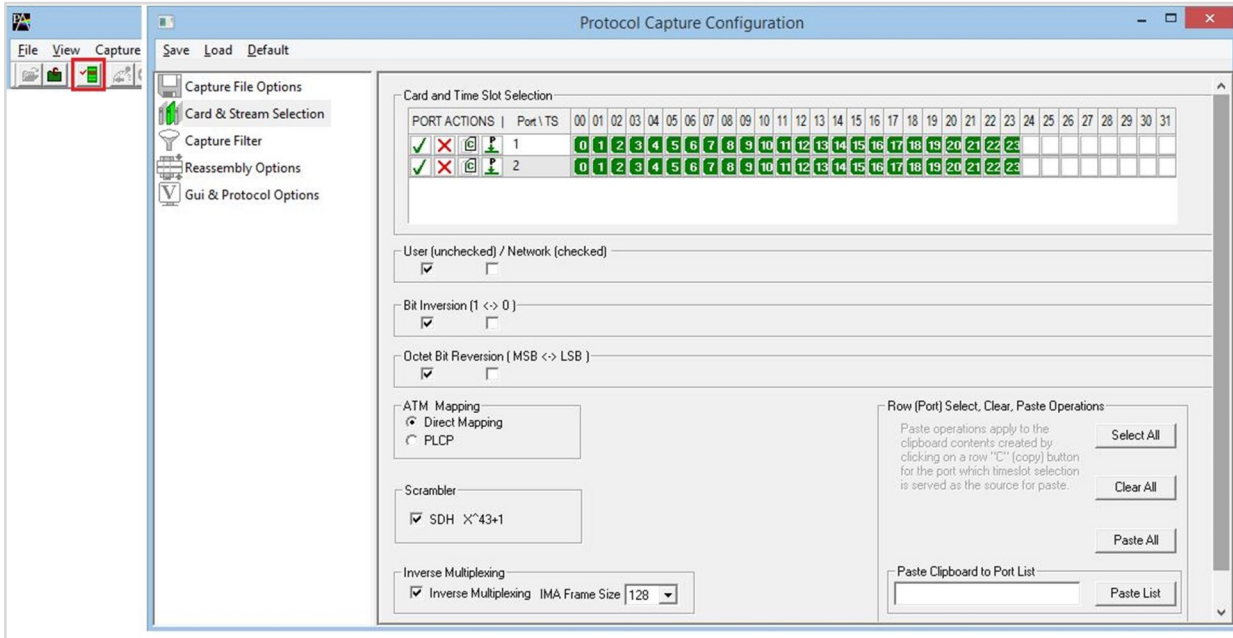 PA
Protocol Capture Configuration
File View Capture
Save Load Default
Capture File Options
Card & Stream Selection
Capture Filter
Reassembly Options
V Gui & Protocol Options
Card and Time Slot Selection
PORT ACTIONS | Port \ TS 00 01 02 03 04 05 06 07 08 09 10 11 12 13 14 15 16 17 18 19 20 21 22 23 24 25 26 27 28 29 30 31
C P 1 0 1 2 3 4 5 6 7 8 9 10 11 12 13 14 15 16 17 18 19 20 21 22 23
C P 2 0 1 2 3 4 5 6 7 8 9 10 11 12 13 14 15 16 17 18 19 20 21 22 23
User (unchecked) / Network (checked)
Bit Inversion (1 <-> 0 )
Octet Bit Reversion ( MSB <-> LSB )
ATM Mapping
Direct Mapping
PLCP
Scrambler
SDH X^43+1
Inverse Multiplexing
Inverse Multiplexing IMA Frame Size 128
Row (Port) Select, Clear, Paste Operations
Paste operations apply to the
clipboard contents created by
clicking on a row "C" (copy) button
for the port which timeslot selection
is served as the source for paste.
Select All
Clear All
Paste All
Paste Clipboard to Port List
Paste List